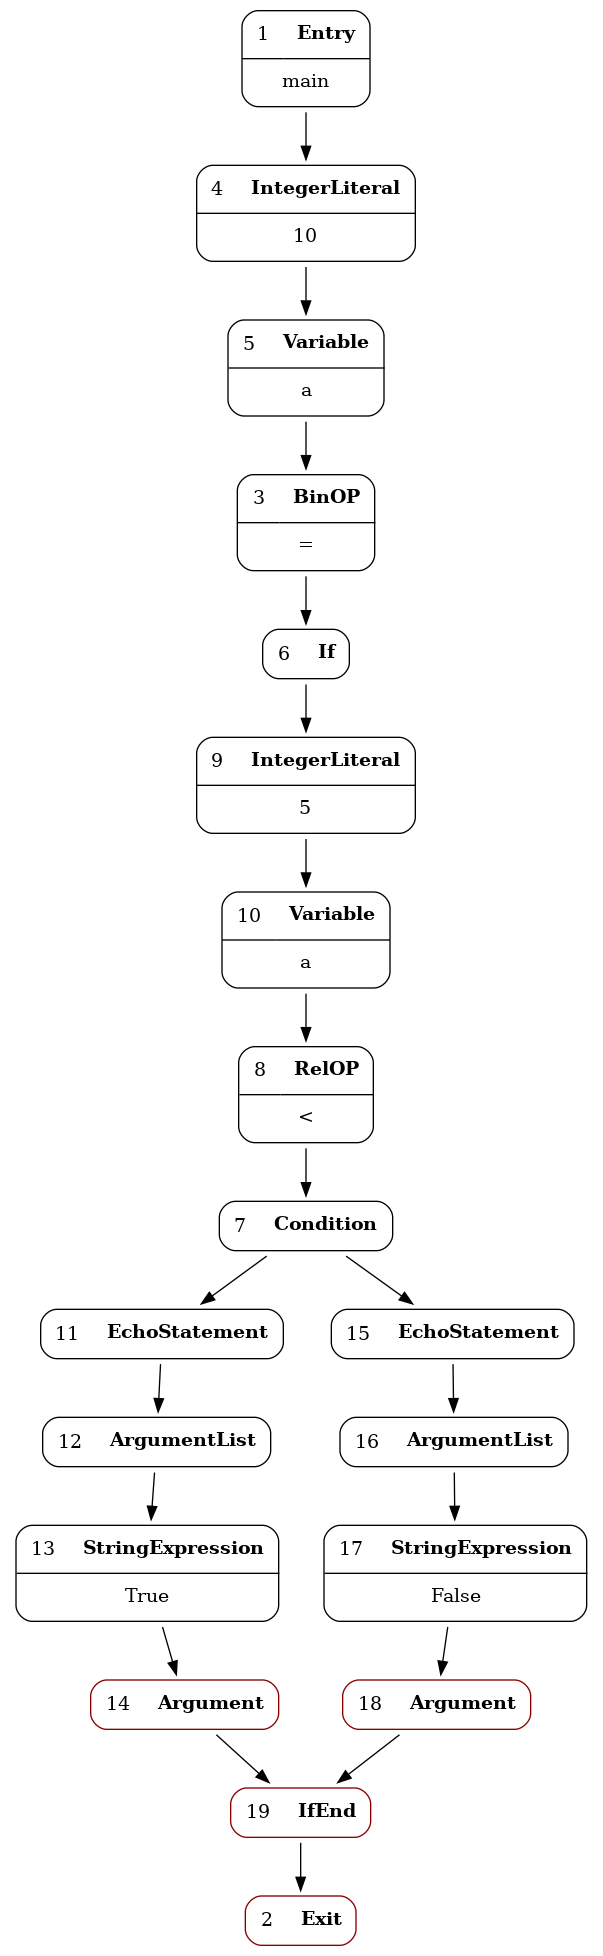 1 Entry
main
4 IntegerLiteral
10
5 Variable
a
3 BinOP
=
6 If
9 IntegerLiteral
5
10 Variable
a
8 RelOP
<
7 Condition
11 EchoStatement
15 EchoStatement
12 ArgumentList
16 ArgumentList
13 StringExpression
17 StringExpression
True
False
14 Argument
18 Argument
19 IfEnd
2 Exit